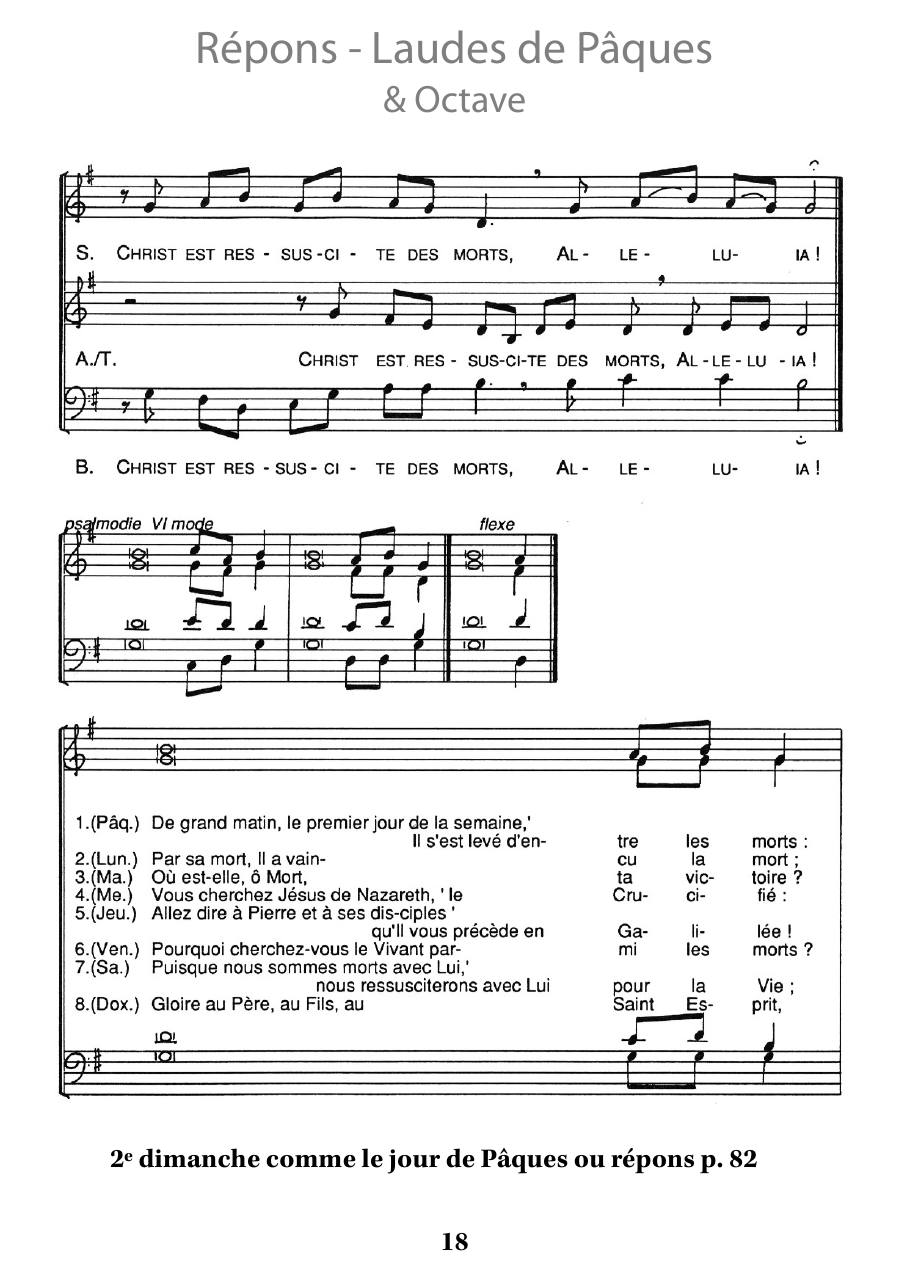 Répons - Laudes de Pâques
& Octave
S. CHRIST EST RES - SUS - CI - TE DES MORTS, AL - LE - LU- IA !
A./T. CHRIST EST RES - SUS-CI-TE DES MORTS, AL - LE - LU - IA !
B. CHRIST EST RES - SUS - CI - TE DES MORTS, AL - LE - LU- IA !
psalmodie VI mode flexe
1.(Pâq.) De grand matin, le premier jour de la semaine,'
Il s'est levé d'en- tre les morts :
2.(Lun.) Par sa mort, Il a vain- cu la mort ;
3.(Ma.) Où est-elle, ô Mort, ta vic- toire ?
4.(Me.) Vous cherchez Jésus de Nazareth, ' le Cru- ci- fié :
5.(Jeu.) Allez dire à Pierre et à ses dis-ciples '
qu'Il vous précède en Ga- li- lée !
6.(Ven.) Pourquoi cherchez-vous le Vivant par- mi les morts ?
7.(Sa.) Puisque nous sommes morts avec Lui,'
nous ressusciterons avec Lui pour la Vie ;
8.(Dox.) Gloire au Père, au Fils, au Saint Es- prit,
2e dimanche comme le jour de Pâques ou répons p. 82
18